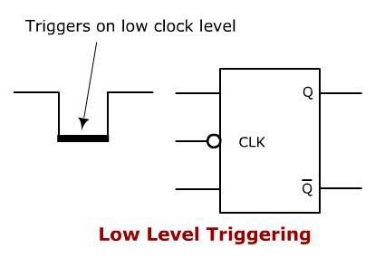 Triggers on low clock level
Q
CLK
Q̅
Low Level Triggering